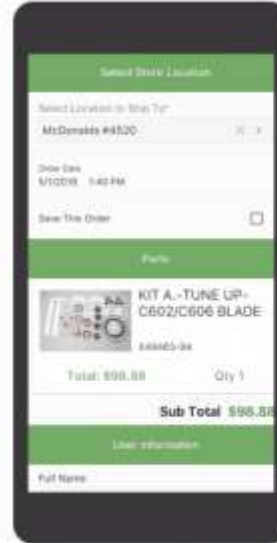 Select Store Location
Select Location to Ship To*
McDonalds #4520
Order Date
5/1/2018 1:40 PM
Save This Order
Parts
KIT A.-TUNE UP-
C602/C606 BLADE
Total: $98.88 Qty 1
Sub Total $98.88
User Information
Full Name